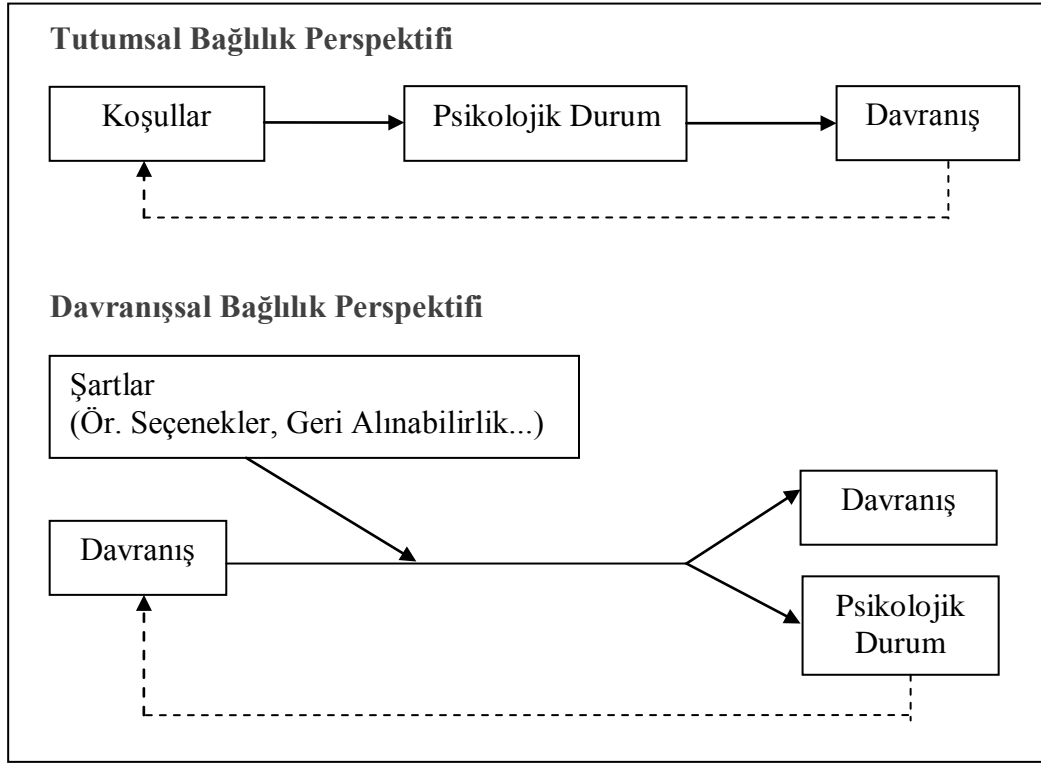 Tutumsal Bağlılık Perspektifi
Koşullar
Psikolojik Durum
Davranış
Davranışsal Bağlılık Perspektifi
Şartlar
(Ör. Seçenekler, Geri Alınabilirlik...)
Davranış
Davranış
Psikolojik
Durum